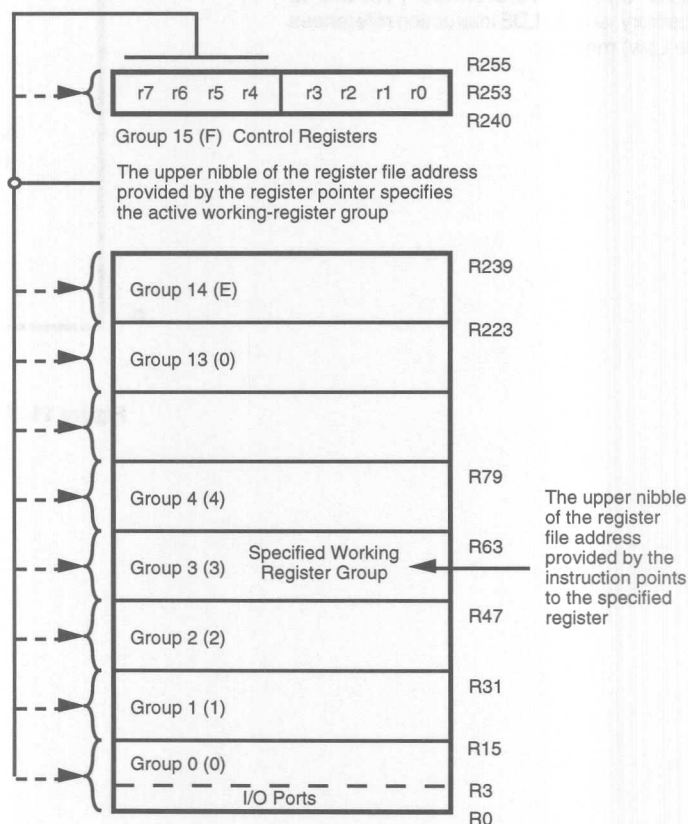 LDE instruction references
R255
r7 r6 r5 r4 r3 r2 r1 r0 R253
R240
Group 15 (F) Control Registers
The upper nibble of the register file address
provided by the register pointer specifies
the active working-register group
R239
Group 14 (E)
R223
Group 13 (0)
R79
Group 4 (4)
R63
Specified Working
Register Group
Group 3 (3)
The upper nibble
of the register
file address
provided by the
instruction points
to the specified
register
R47
Group 2 (2)
R31
Group 1 (1)
R15
Group 0 (0)
R3
I/O Ports
R0